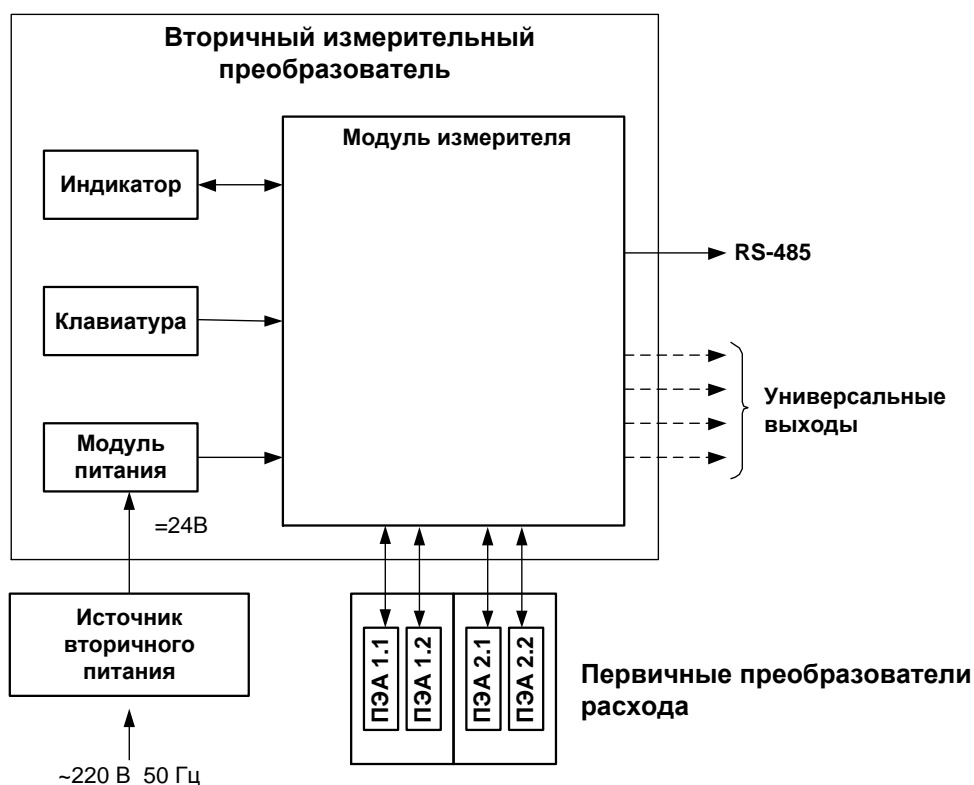 Вторичный измерительный
преобразователь
Модуль измерителя
Индикатор
RS-485
Клавиатура
Универсальные
выходы
Модуль
питания
=24В
Источник
вторичного
питания
ПЭА 1.1
ПЭА 1.2
ПЭА 2.1
ПЭА 2.2
Первичные преобразователи
расхода
~220 В 50 Гц